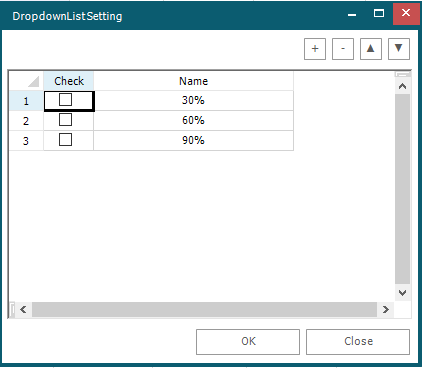 DropdownListSetting
+ - ▲ ▼
Check Name
1 30%
2 60%
3 90%
OK Close